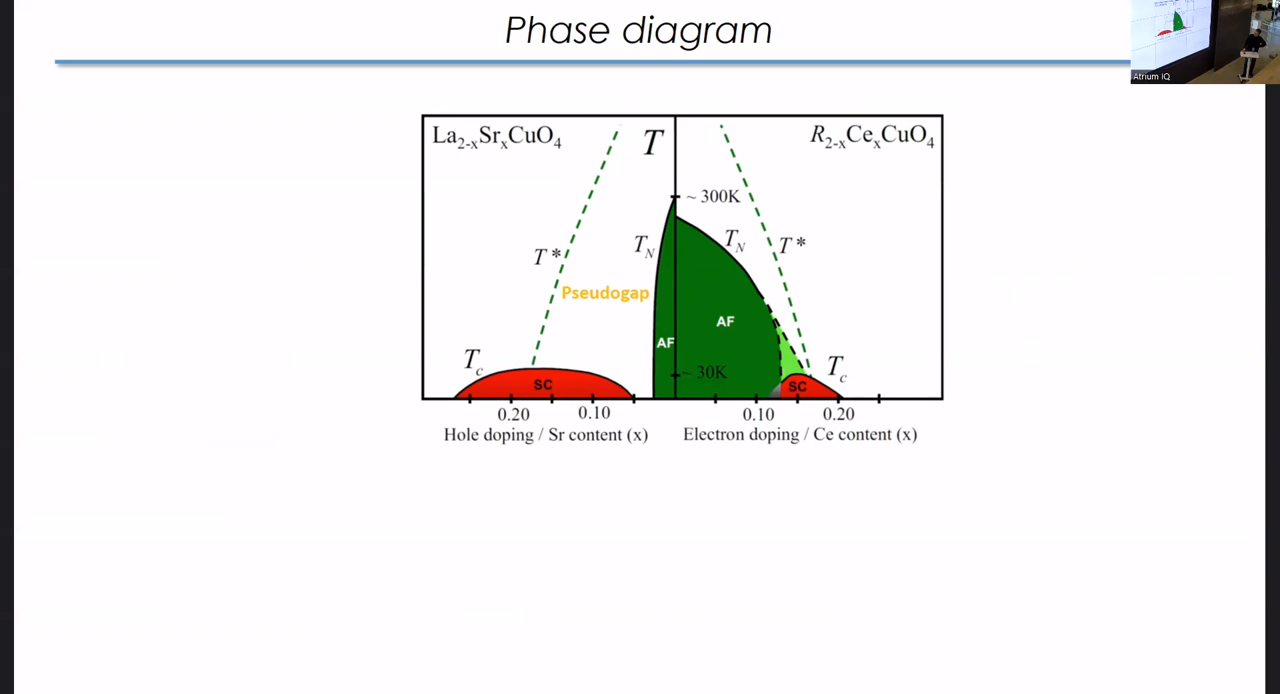 Phase diagram
Atrium IQ
La2-xSrxCuO4
T
R2-xCexCuO4
~ 300K
TN
TN
T*
T*
Pseudogap
AF
AF
Tc
~ 30K
Tc
SC
SC
0.20
0.10
0.10
0.20
Hole doping / Sr content (x)
Electron doping / Ce content (x)